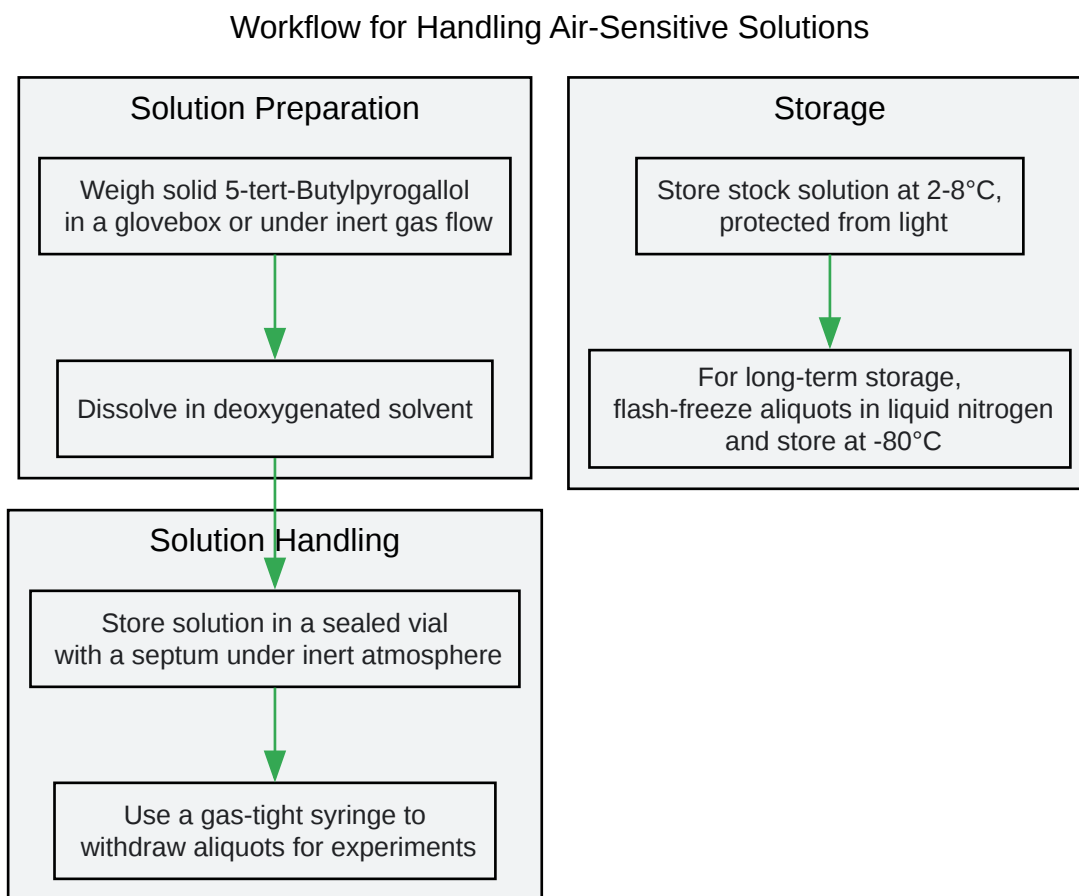 Workflow for Handling Air-Sensitive Solutions
Solution Preparation
Weigh solid 5-tert-Butylpyrogallol
in a glovebox or under inert gas flow
Dissolve in deoxygenated solvent
Solution Handling
Store solution in a sealed vial
with a septum under inert atmosphere
Use a gas-tight syringe to
withdraw aliquots for experiments
Storage
Store stock solution at 2-8°C,
protected from light
For long-term storage,
flash-freeze aliquots in liquid nitrogen
and store at -80°C